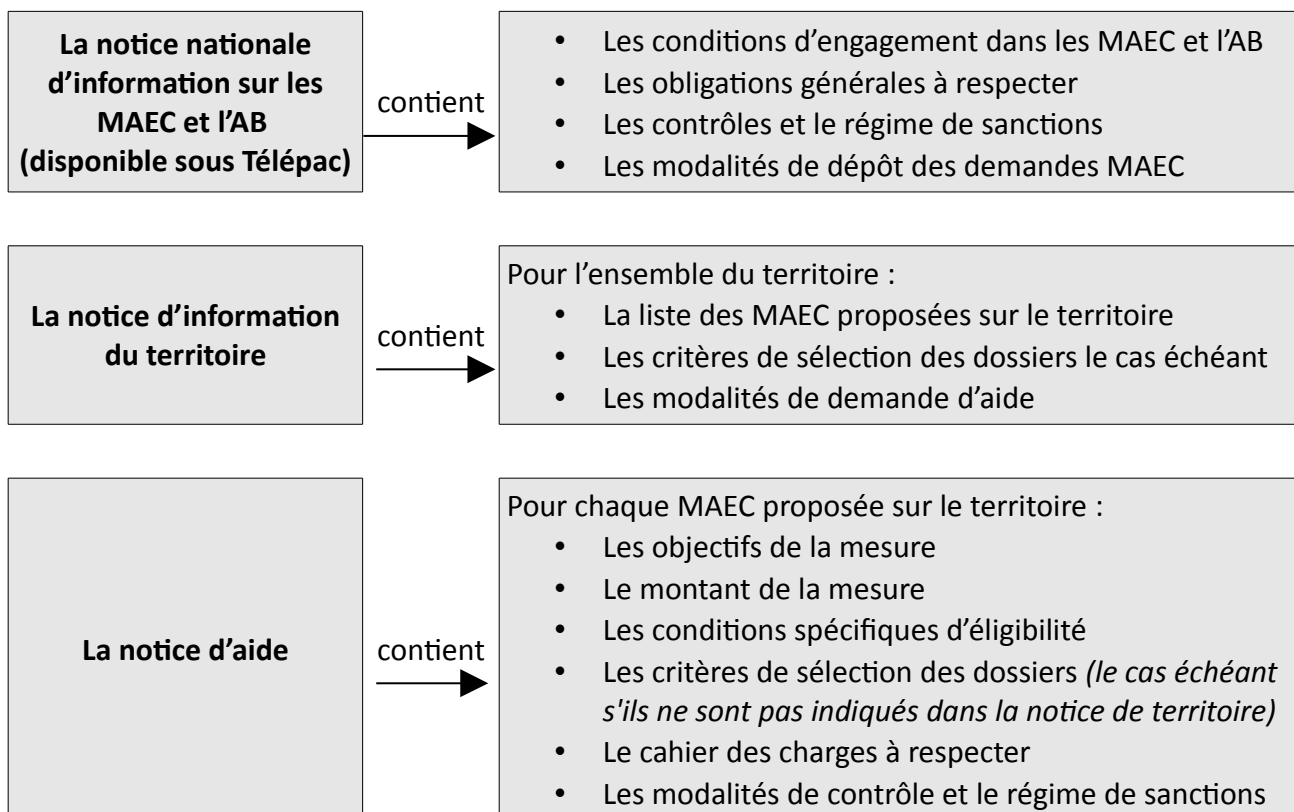 La notice nationale
d’information sur les
MAEC et l’AB
(disponible sous Télépac)
contient
• Les conditions d’engagement dans les MAEC et l’AB
• Les obligations générales à respecter
• Les contrôles et le régime de sanctions
• Les modalités de dépôt des demandes MAEC
La notice d’information
du territoire
contient
Pour l’ensemble du territoire :
• La liste des MAEC proposées sur le territoire
• Les critères de sélection des dossiers le cas échéant
• Les modalités de demande d’aide
La notice d’aide
contient
Pour chaque MAEC proposée sur le territoire :
• Les objectifs de la mesure
• Le montant de la mesure
• Les conditions spécifiques d’éligibilité
• Les critères de sélection des dossiers (le cas échéant
s'ils ne sont pas indiqués dans la notice de territoire)
• Le cahier des charges à respecter
• Les modalités de contrôle et le régime de sanctions